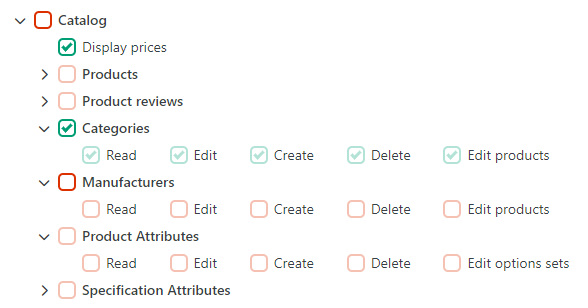 Catalog
Display prices
Products
Product reviews
Categories
Read Edit Create Delete Edit products
Manufacturers
Read Edit Create Delete Edit products
Product Attributes
Read Edit Create Delete Edit options sets
Specification Attributes